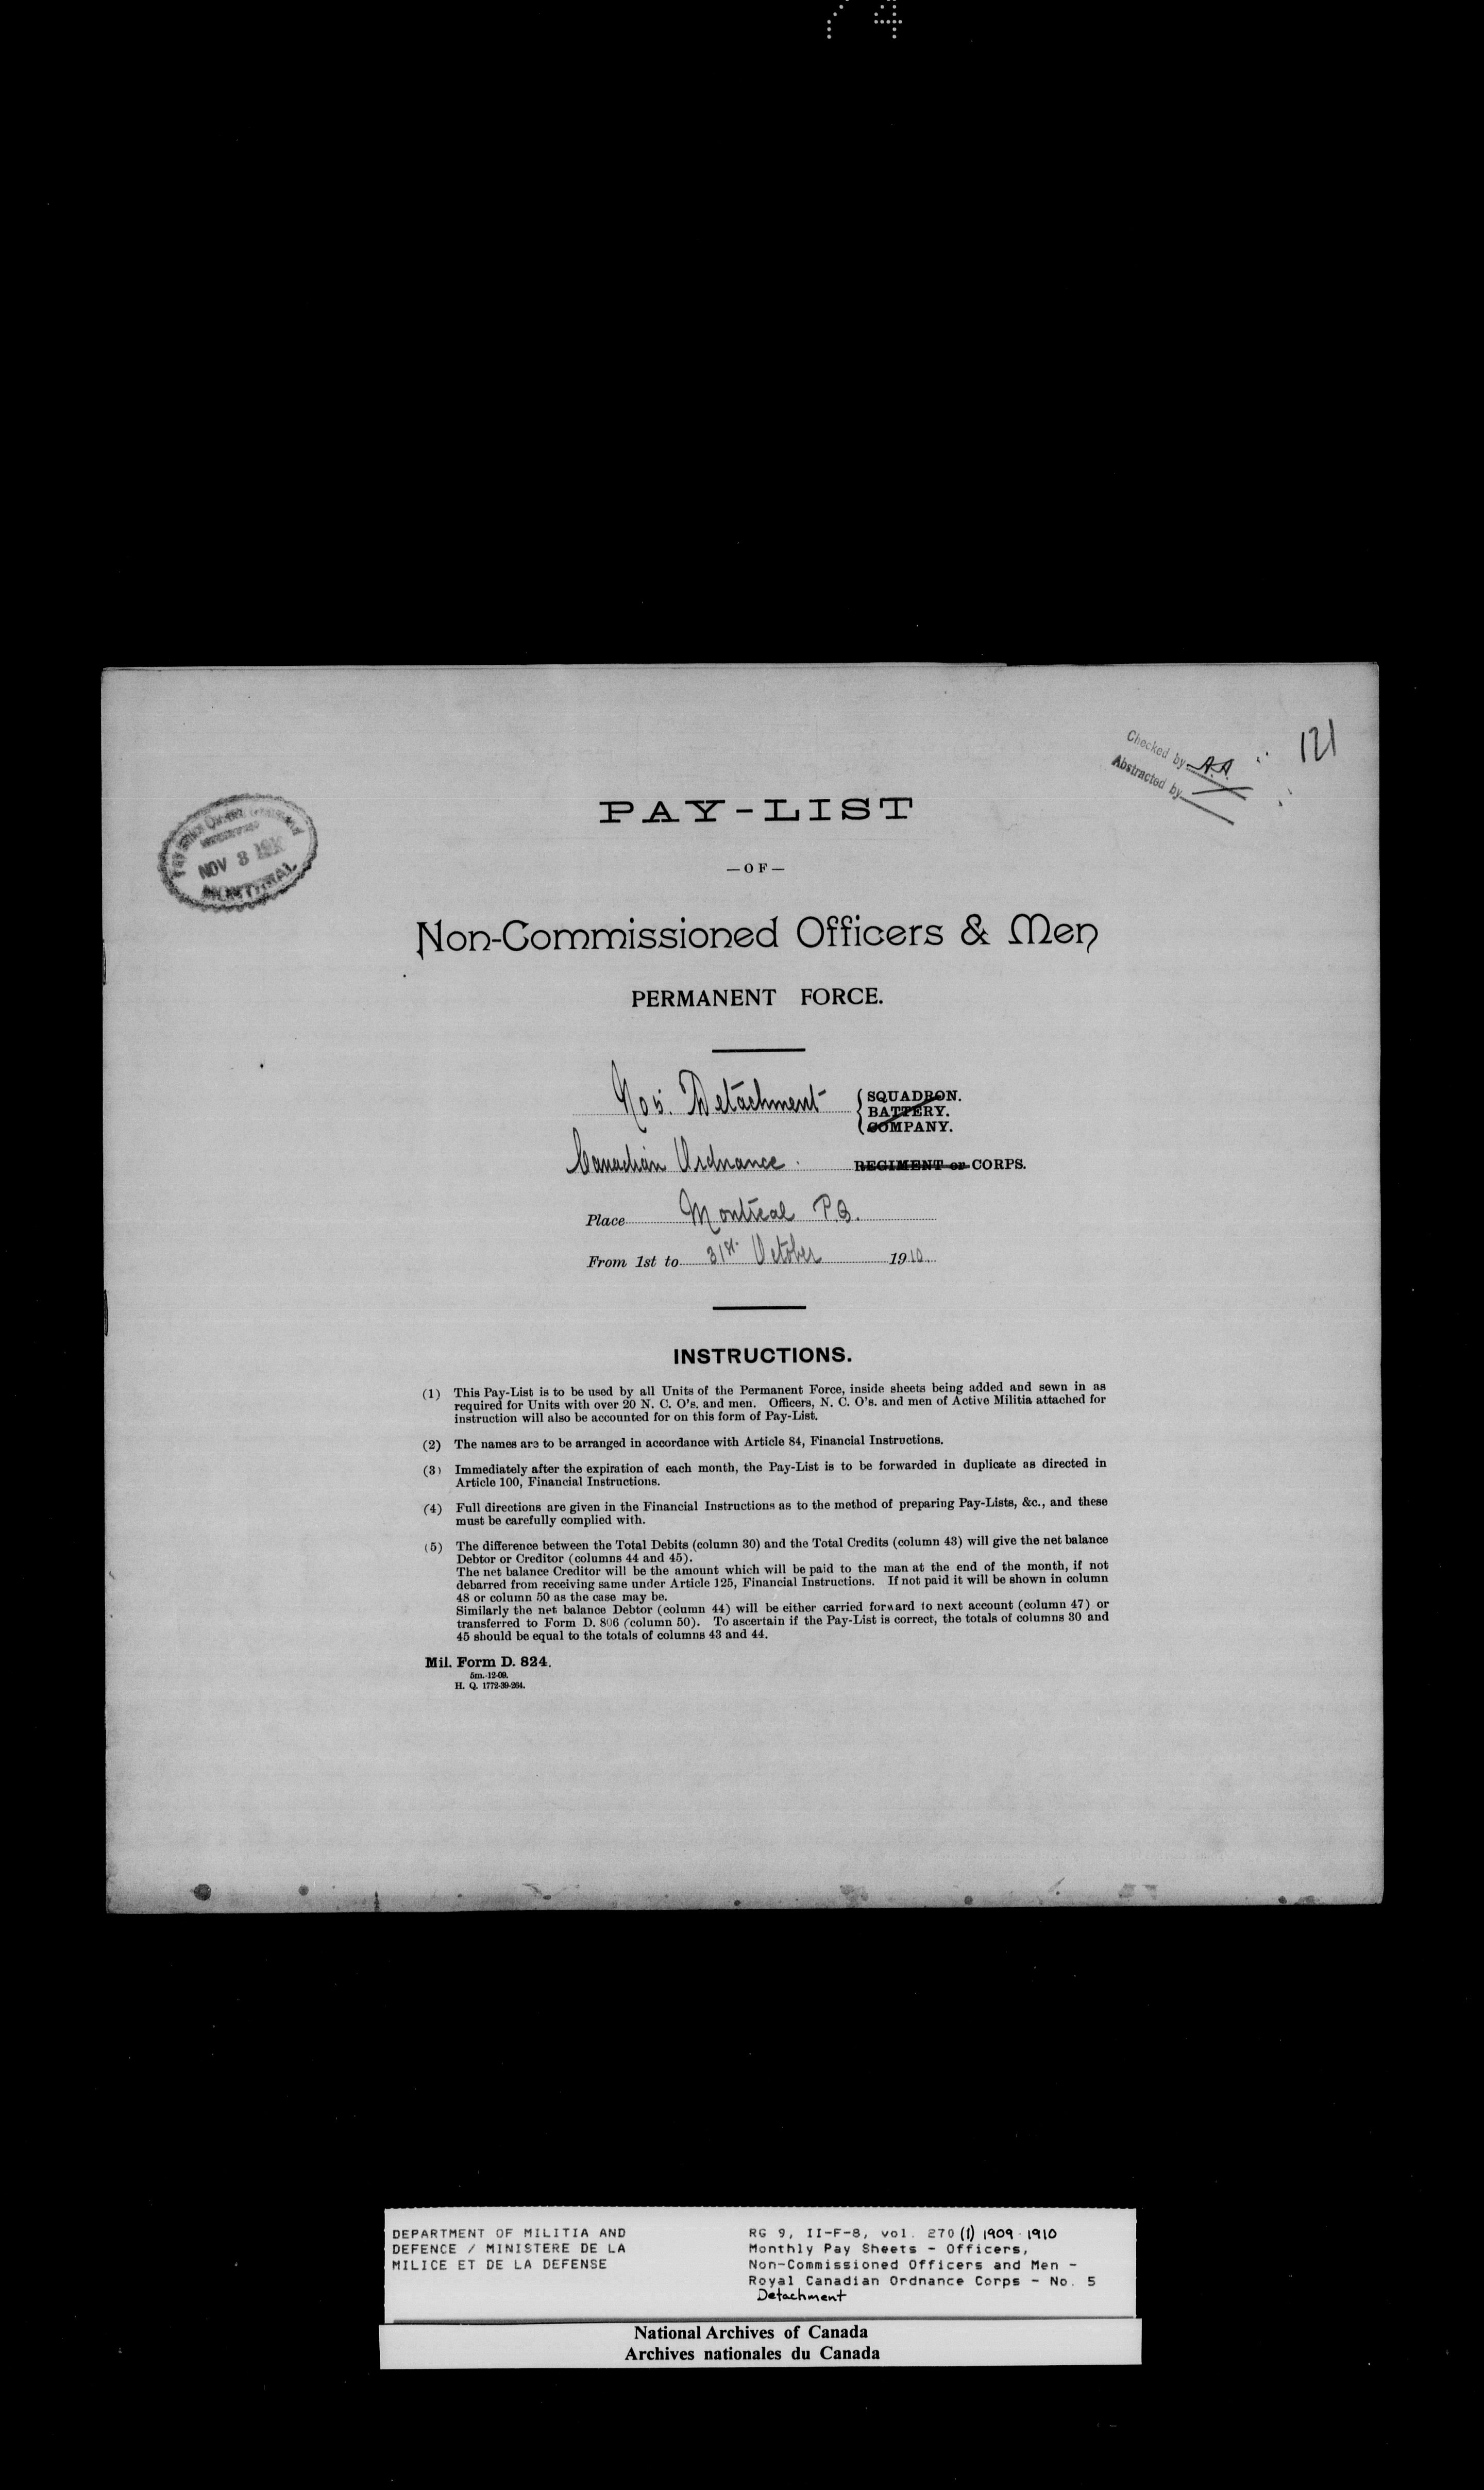 74
121
Checked by A.A.
Abstracted by
NOV 8
MONTREAL
PAY-LIST
—OF—
Non-Commissioned Officers & Men
PERMANENT FORCE.
No 5. Detachment
SQUADRON.
BATTERY.
COMPANY.
Canadian Ordnance. REGIMENT or CORPS.
Place Montreal P.Q.
From 1st to 31st. October 1910.
INSTRUCTIONS.
(1) This Pay-List is to be used by all Units of the Permanent Force, inside sheets being added and sewn in as
required for Units with over 20 N. C. O's. and men. Officers, N. C. O's. and men of Active Militia attached for
instruction will also be accounted for on this form of Pay-List.
(2) The names are to be arranged in accordance with Article 84, Financial Instructions.
(3) Immediately after the expiration of each month, the Pay-List is to be forwarded in duplicate as directed in
Article 100, Financial Instructions.
(4) Full directions are given in the Financial Instructions as to the method of preparing Pay-Lists, &c., and these
must be carefully complied with.
(5) The difference between the Total Debits (column 30) and the Total Credits (column 43) will give the net balance
Debtor or Creditor (columns 44 and 45).
The net balance Creditor will be the amount which will be paid to the man at the end of the month, if not
debarred from receiving same under Article 125, Financial Instructions. If not paid it will be shown in column
48 or column 50 as the case may be.
Similarly the net balance Debtor (column 44) will be either carried forward to next account (column 47) or
transferred to Form D. 806 (column 50). To ascertain if the Pay-List is correct, the totals of columns 30 and
45 should be equal to the totals of columns 43 and 44.
Mil. Form D. 824.
5m.-12-09.
H. Q. 1772-39-264.
DEPARTMENT OF MILITIA AND
DEFENCE / MINISTERE DE LA
MILICE ET DE LA DEFENSE
RG 9, II-F-8, vol. 270 (1) 1909-1910
Monthly Pay Sheets - Officers,
Non-Commissioned Officers and Men -
Royal Canadian Ordnance Corps - No. 5
Detachment
National Archives of Canada
Archives nationales du Canada